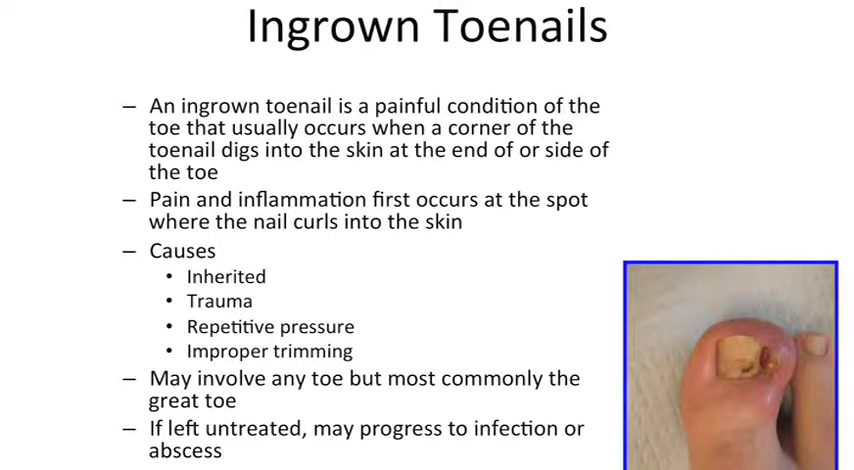 Ingrown Toenails
– An ingrown toenail is a painful condition of the
toe that usually occurs when a corner of the
toenail digs into the skin at the end of or side of
the toe
– Pain and inflammation first occurs at the spot
where the nail curls into the skin
– Causes
• Inherited
• Trauma
• Repetitive pressure
• Improper trimming
– May involve any toe but most commonly the
great toe
– If left untreated, may progress to infection or
abscess